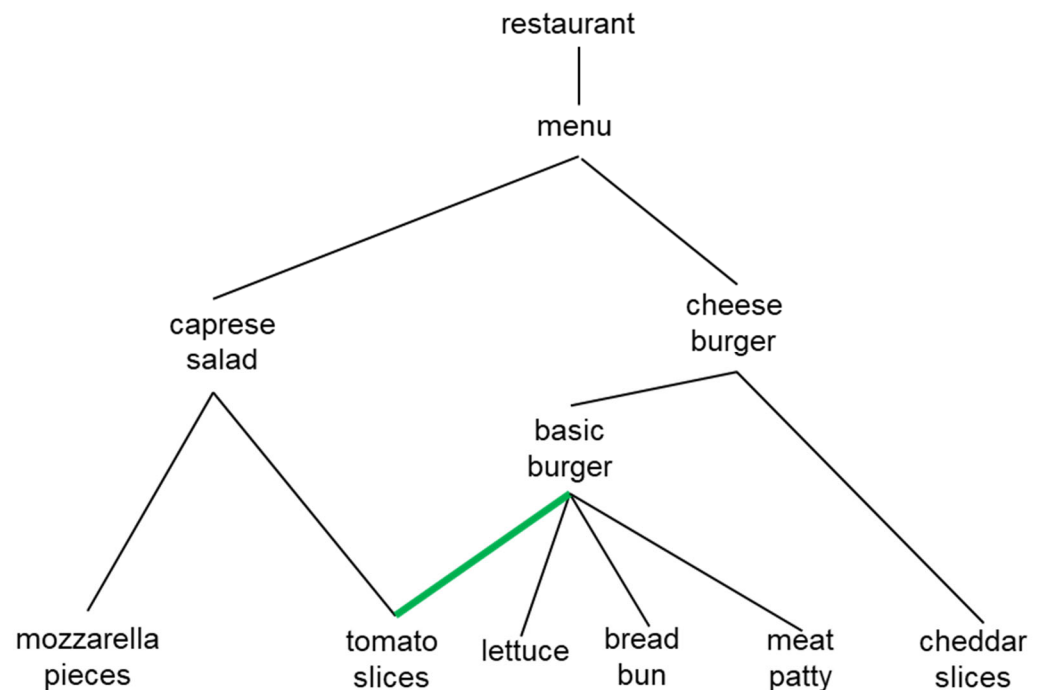 restaurant
menu
caprese
salad
cheese
burger
basic
burger
mozzarella
pieces
tomato
slices
lettuce
bread
bun
meat
patty
cheddar
slices